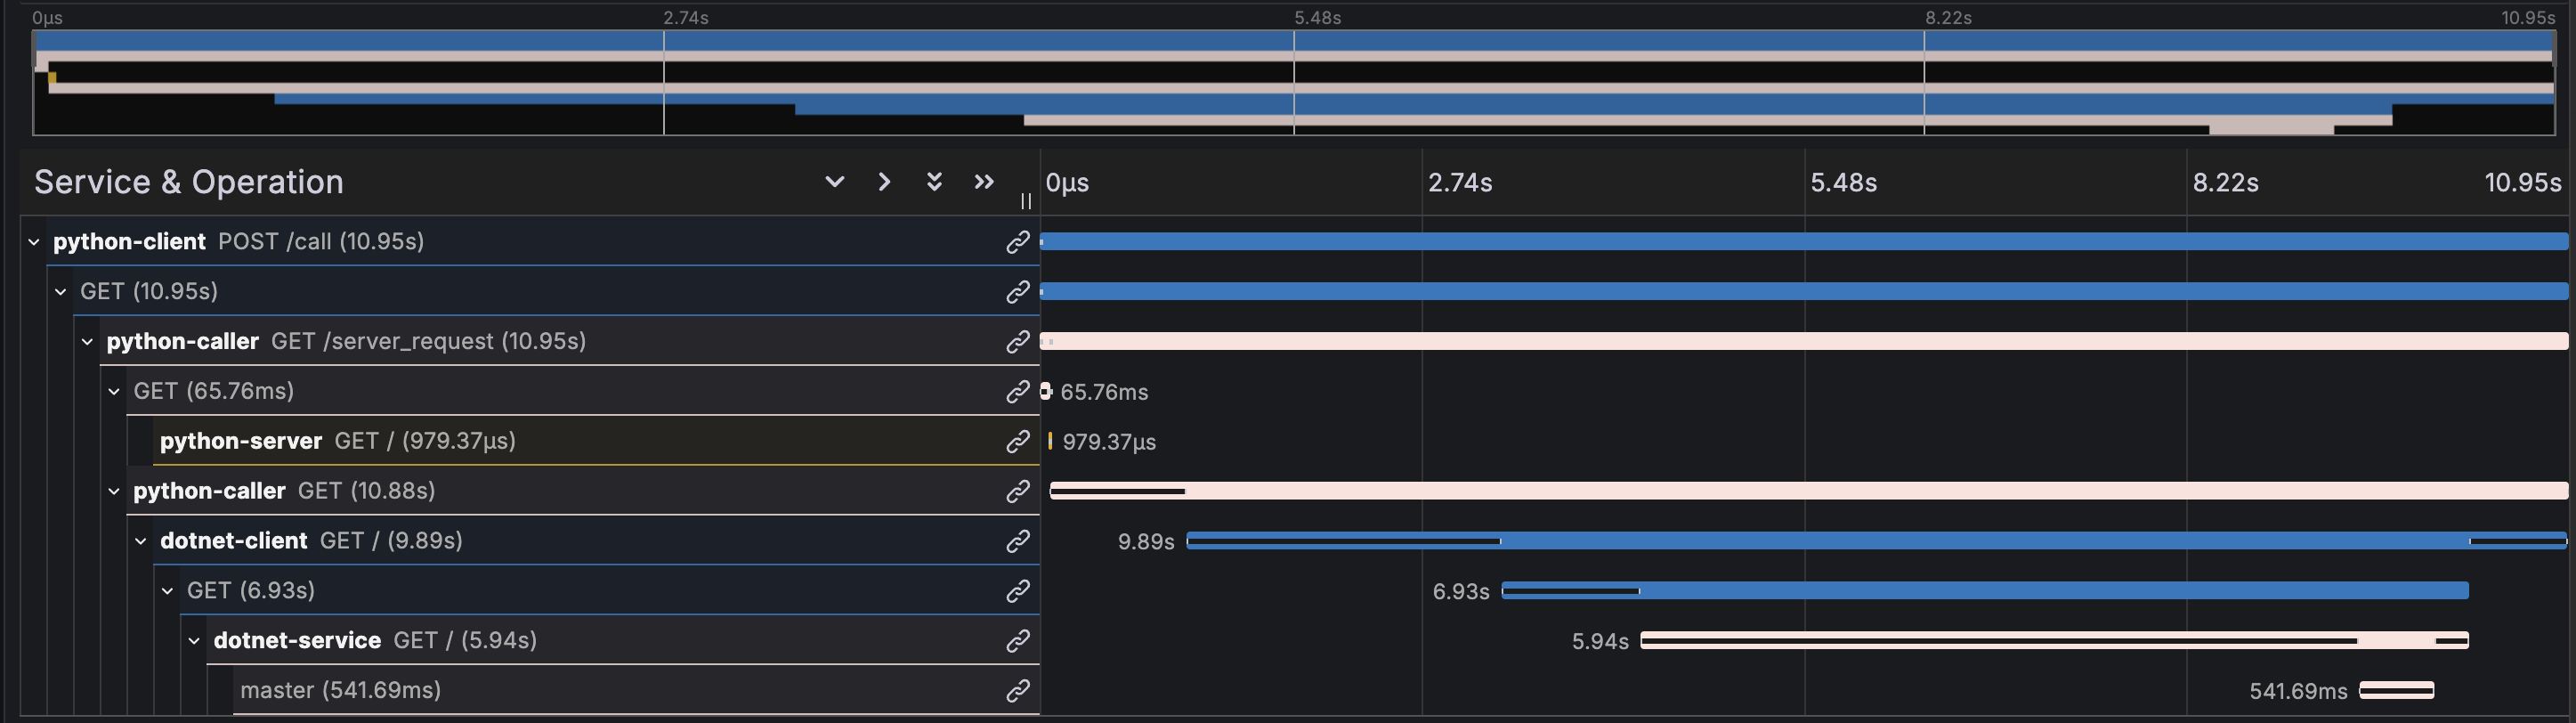 0μs 2.74s 5.48s 8.22s 10.95s
Service & Operation 0μs 2.74s 5.48s 8.22s 10.95s
python-client POST /call (10.95s)
GET (10.95s)
python-caller GET /server_request (10.95s)
GET (65.76ms) 65.76ms
python-server GET / (979.37μs) 979.37μs
python-caller GET (10.88s)
dotnet-client GET / (9.89s) 9.89s
GET (6.93s) 6.93s
dotnet-service GET / (5.94s) 5.94s
master (541.69ms) 541.69ms